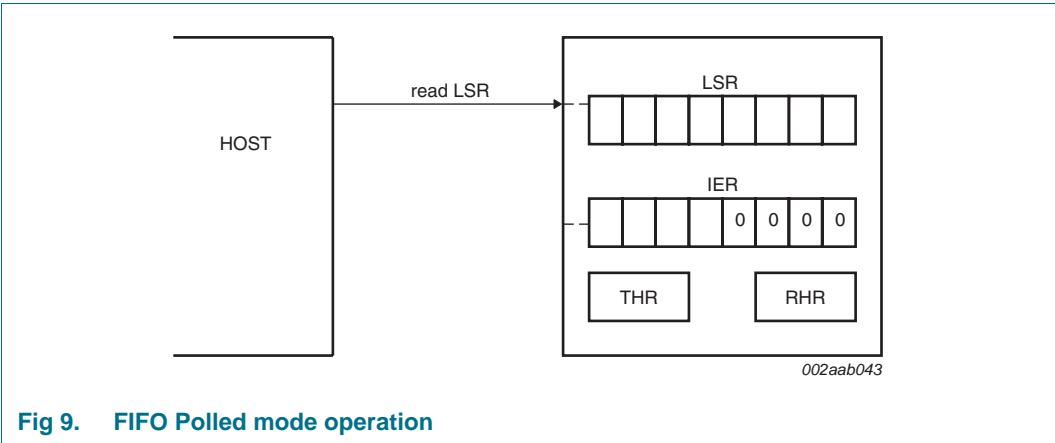 read LSR
LSR
HOST
IER
0 0 0 0
THR RHR
002aab043
Fig 9. FIFO Polled mode operation